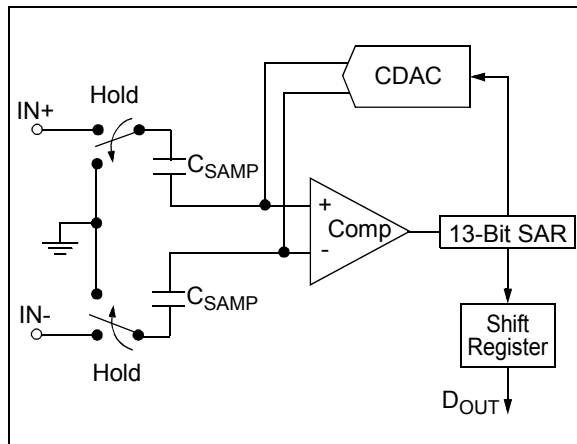 CDAC
Hold
IN+
CSAMP
+
Comp
-
13-Bit SAR
CSAMP
IN-
Hold
Shift
Register
DOUT